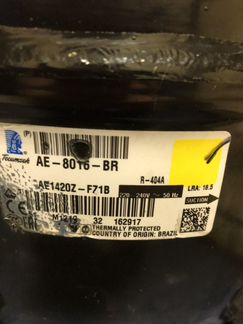 Tecumseh
AE-8016-BR
R-404A
AE1420Z-F71B
220-240V~ 50 Hz
LRA: 16.5
SUCTION
M1219 32 162917
THERMALLY PROTECTED
COUNTRY OF ORIGIN: BRAZIL